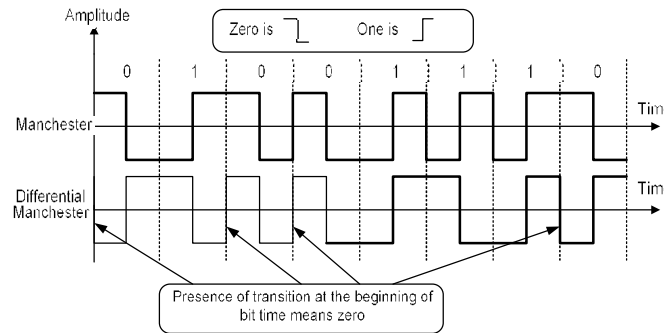 Amplitude
Zero is One is
0 1 0 0 1 1 1 0
Manchester
Tim
Differential
Manchester
Tim
Presence of transition at the beginning of
bit time means zero